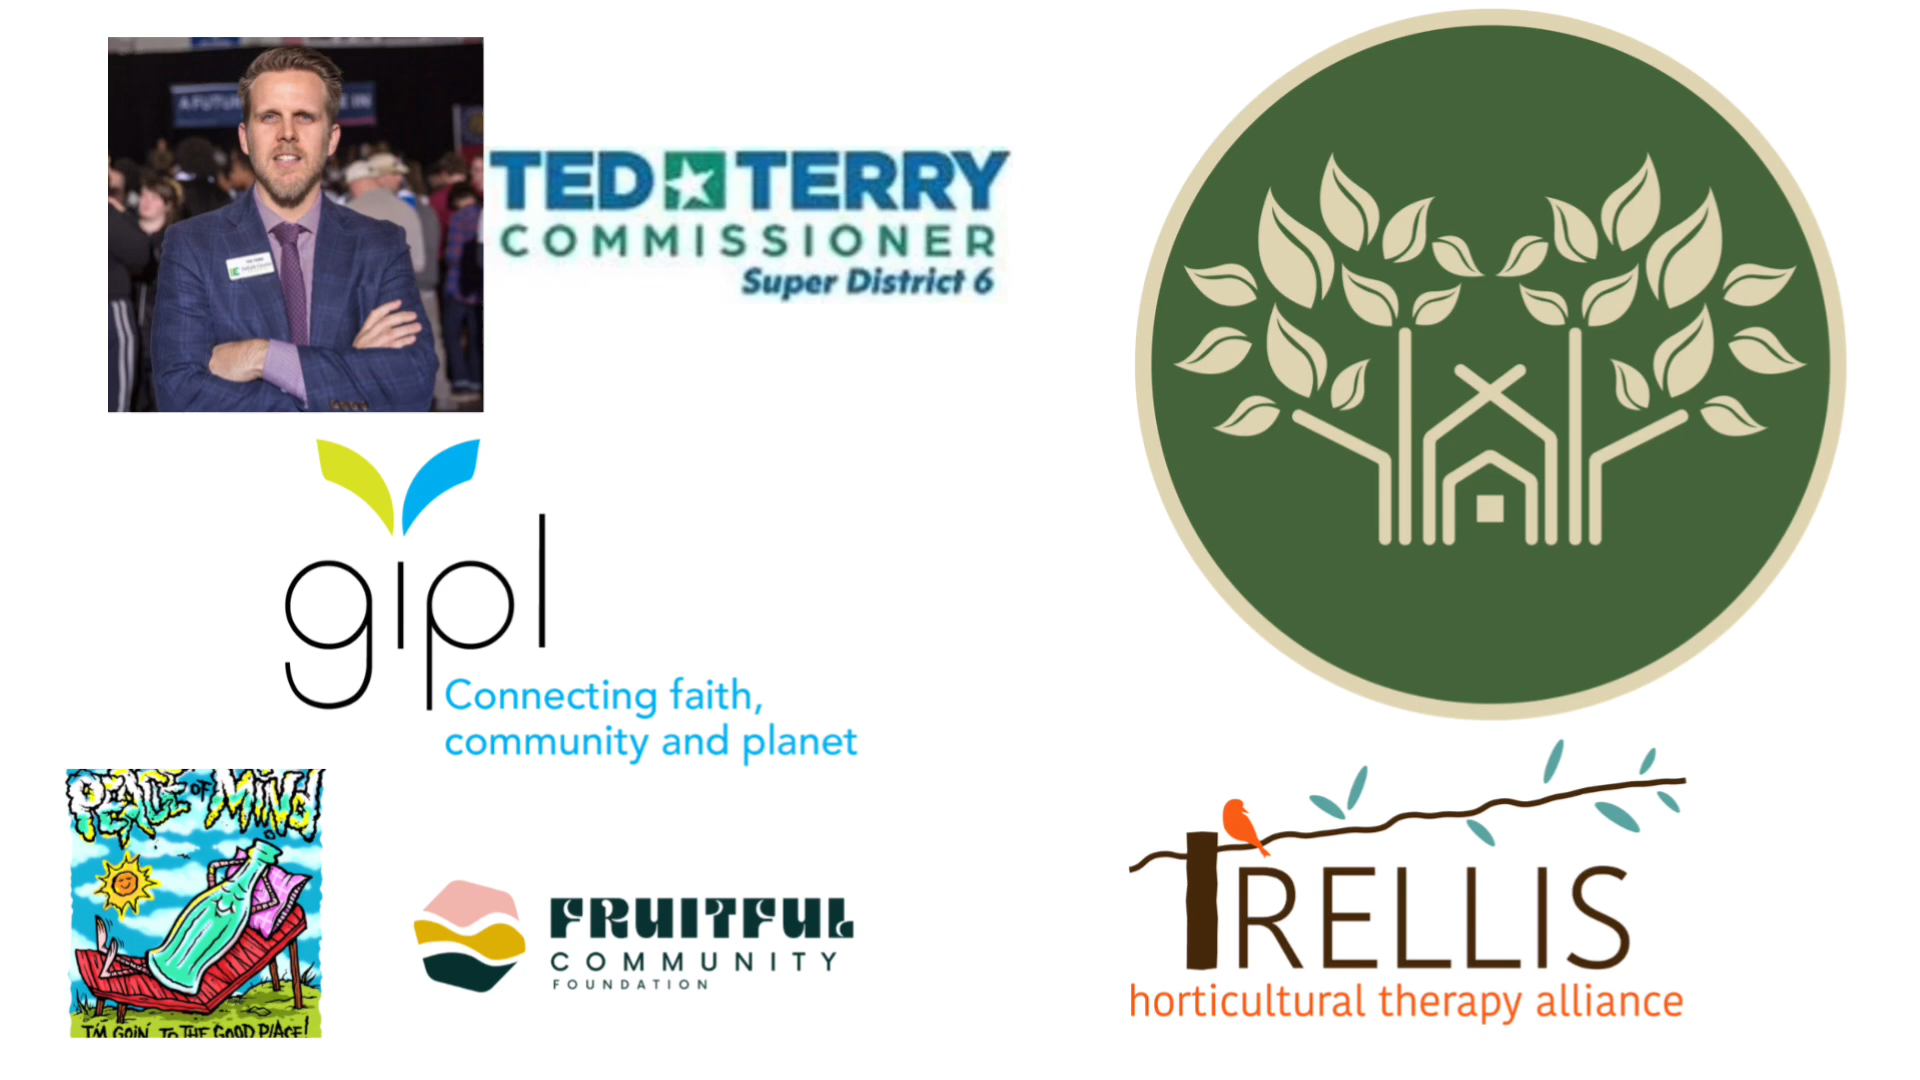 TED TERRY
COMMISSIONER
Super District 6
gipl
Connecting faith,
community and planet
PEACE OF MIND
I'M GOIN' TO THE GOOD PLACE!
FRUITFUL
COMMUNITY
FOUNDATION
TRELLIS
horticultural therapy alliance